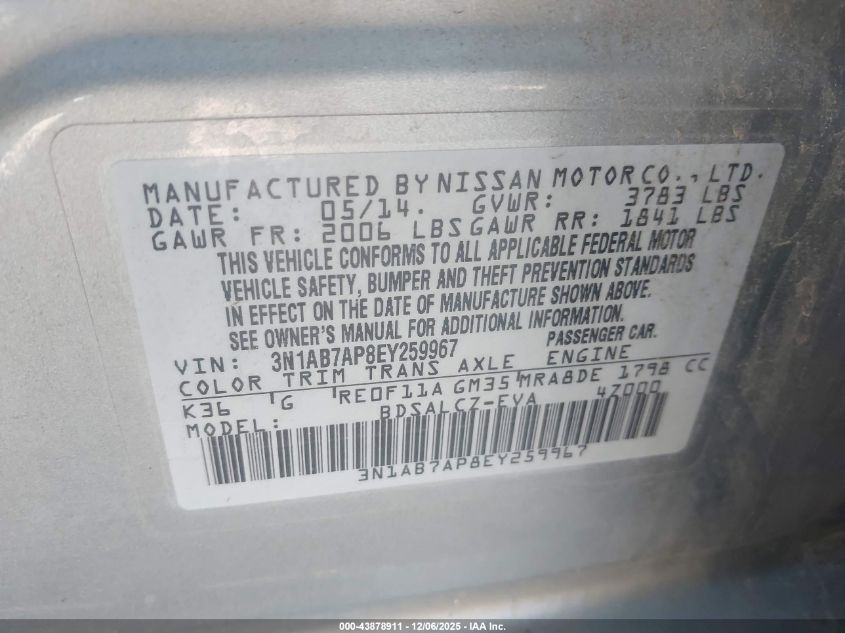 MANUFACTURED BY NISSAN MOTOR CO., LTD.
DATE: 05/14. GVWR: 3783 LBS
GAWR FR: 2006 LBS GAWR RR: 1841 LBS
THIS VEHICLE CONFORMS TO ALL APPLICABLE FEDERAL MOTOR
VEHICLE SAFETY, BUMPER AND THEFT PREVENTION STANDARDS
IN EFFECT ON THE DATE OF MANUFACTURE SHOWN ABOVE.
SEE OWNER'S MANUAL FOR ADDITIONAL INFORMATION.
VIN: 3N1AB7AP8EY259967 PASSENGER CAR.
COLOR TRIM TRANS AXLE ENGINE
K36 G RE0F11A GM35 MRA8DE 1798 CC
MODEL: BDSALCZ-EVA 4Z000
3N1AB7AP8EY259967
000-43878911 - 12/06/2025 - IAA Inc.